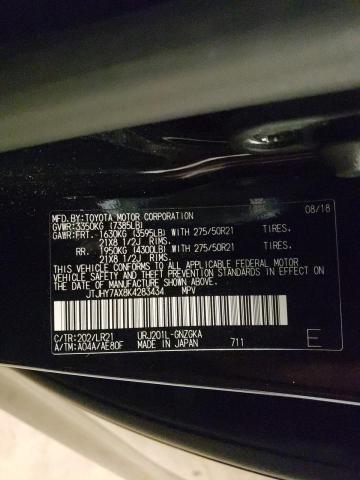 MFD.BY:TOYOTA MOTOR CORPORATION 08/18
GVWR:3350KG (7385LB)
GAWR:FRT. 1630KG (3595LB) WITH 275/50R21 TIRES.
21X8 1/2J RIMS.
RR. 1950KG (4300LB) WITH 275/50R21 TIRES.
21X8 1/2J RIMS.
THIS VEHICLE CONFORMS TO ALL APPLICABLE FEDERAL MOTOR
VEHICLE SAFETY AND THEFT PREVENTION STANDARDS IN EFFECT ON
THE DATE OF MANUFACTURE SHOWN ABOVE.
JTJHY7AX8K4283434 MPV
C/TR:202/LR21 URJ201L-GNZGKA
A/TM:A04A/AE80F MADE IN JAPAN 711 E